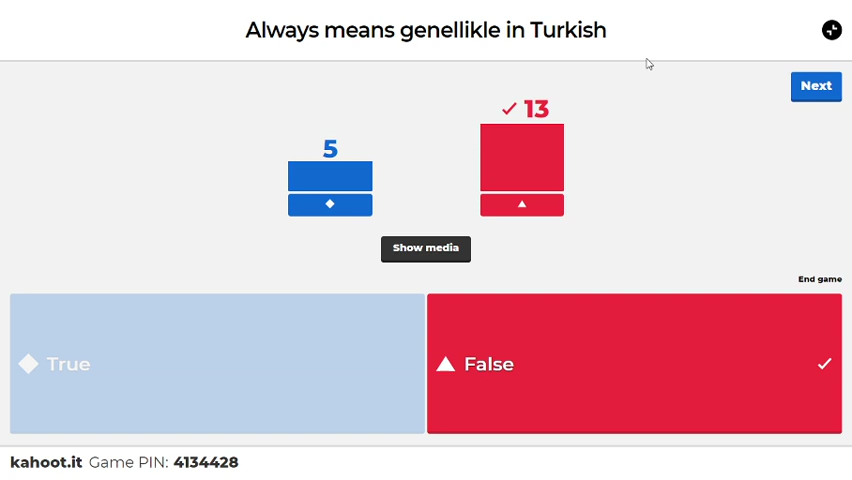 Always means genellikle in Turkish
Next
13
5
Show media
End game
True
False
kahoot.it Game PIN: 4134428